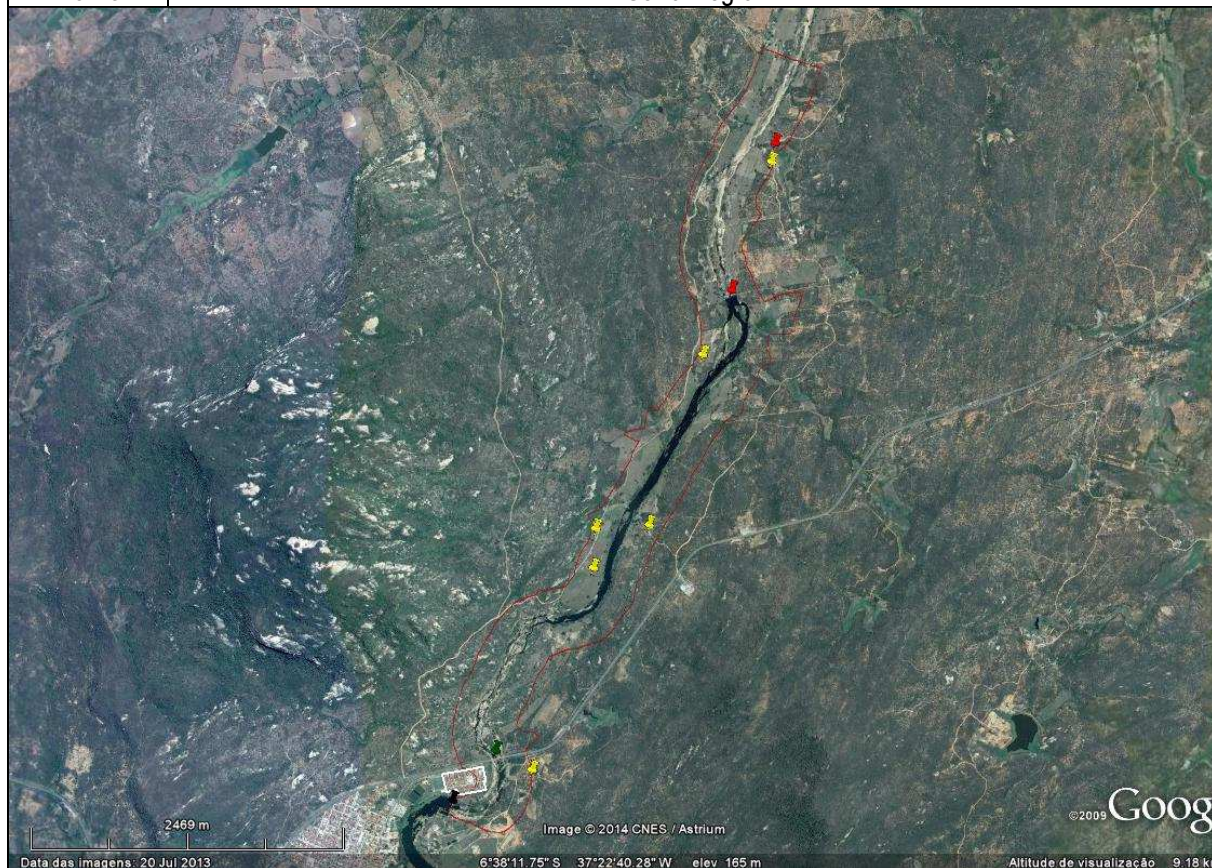 2469 m
Image © 2014 CNES / Astrium
©2009 Goog
Data das imagens: 20 Jul 2013 6°38'11.75" S 37°22'40.28" W elev 165 m Altitude de visualização 9.18 k